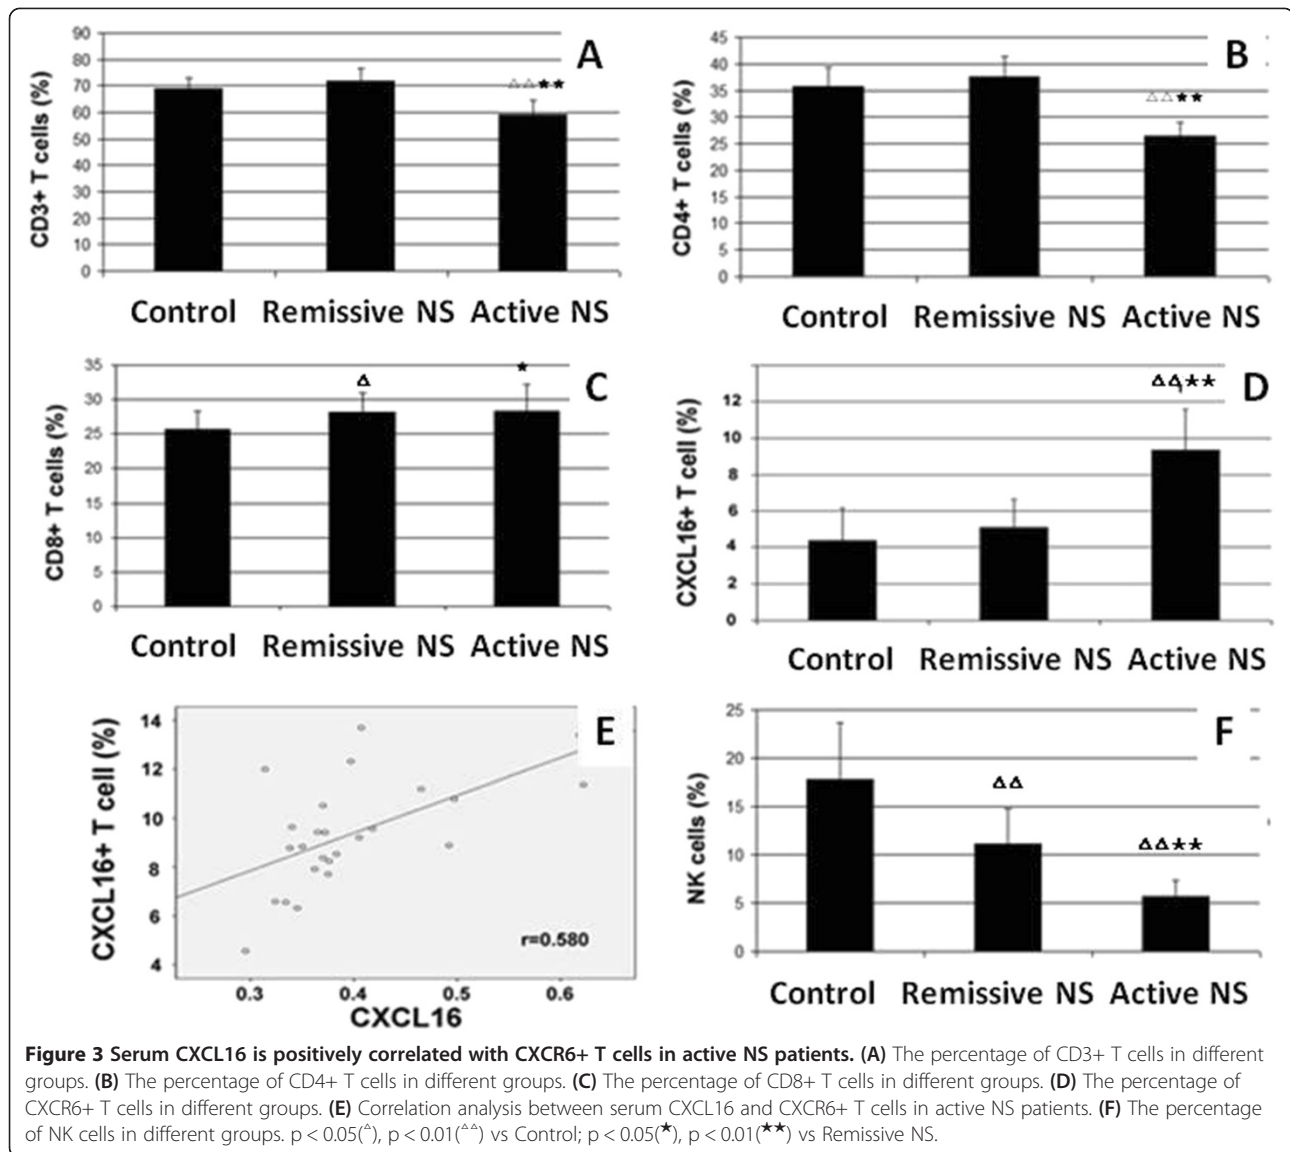 A
CD3+ T cells (%)
90
80
70
60
50
40
30
20
10
0
△△★★
Control Remissive NS Active NS
B
CD4+ T cells (%)
45
40
35
30
25
20
15
10
5
0
△△★★
Control Remissive NS Active NS
C
CD8+ T cells (%)
35
30
25
20
15
10
5
0
△
★
Control Remissive NS Active NS
D
CXCL16+ T cell (%)
12
10
8
6
4
2
0
△△★★
Control Remissive NS Active NS
E
CXCL16+ T cell (%)
14
12
10
8
6
4
r=0.580
0.3 0.4 0.5 0.6
CXCL16
F
NK cells (%)
25
20
15
10
5
0
△△
△△★★
Control Remissive NS Active NS
Figure 3 Serum CXCL16 is positively correlated with CXCR6+ T cells in active NS patients. (A) The percentage of CD3+ T cells in different
groups. (B) The percentage of CD4+ T cells in different groups. (C) The percentage of CD8+ T cells in different groups. (D) The percentage of
CXCR6+ T cells in different groups. (E) Correlation analysis between serum CXCL16 and CXCR6+ T cells in active NS patients. (F) The percentage
of NK cells in different groups. p < 0.05(△), p < 0.01(△△) vs Control; p < 0.05(★), p < 0.01(★★) vs Remissive NS.